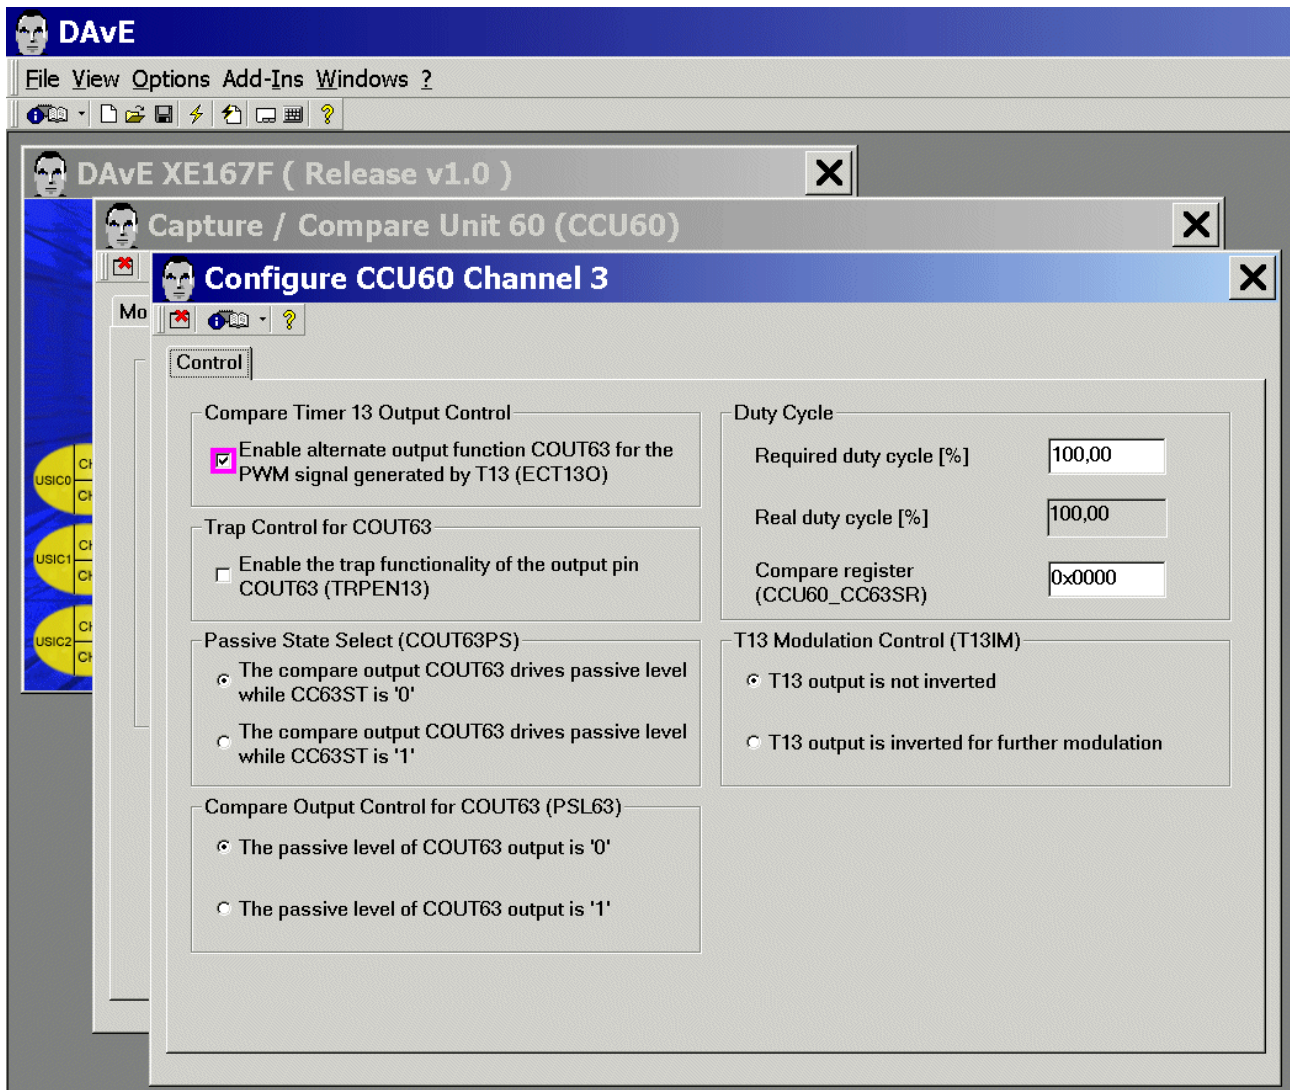 DAvE
File View Options Add-Ins Windows ?
DAvE XE167F ( Release v1.0 )
Capture / Compare Unit 60 (CCU60)
Configure CCU60 Channel 3
Mo
Control
Compare Timer 13 Output Control
Enable alternate output function COUT63 for the
PWM signal generated by T13 (ECT13O)
Trap Control for COUT63
Enable the trap functionality of the output pin
COUT63 (TRPEN13)
Passive State Select (COUT63PS)
The compare output COUT63 drives passive level
while CC63ST is '0'
The compare output COUT63 drives passive level
while CC63ST is '1'
Compare Output Control for COUT63 (PSL63)
The passive level of COUT63 output is '0'
The passive level of COUT63 output is '1'
Duty Cycle
Required duty cycle [%] 100,00
Real duty cycle [%] 100,00
Compare register
(CCU60_CC63SR) 0x0000
T13 Modulation Control (T13IM)
T13 output is not inverted
T13 output is inverted for further modulation
USIC0
CH
CH
USIC1
CH
CH
USIC2
CH
CH